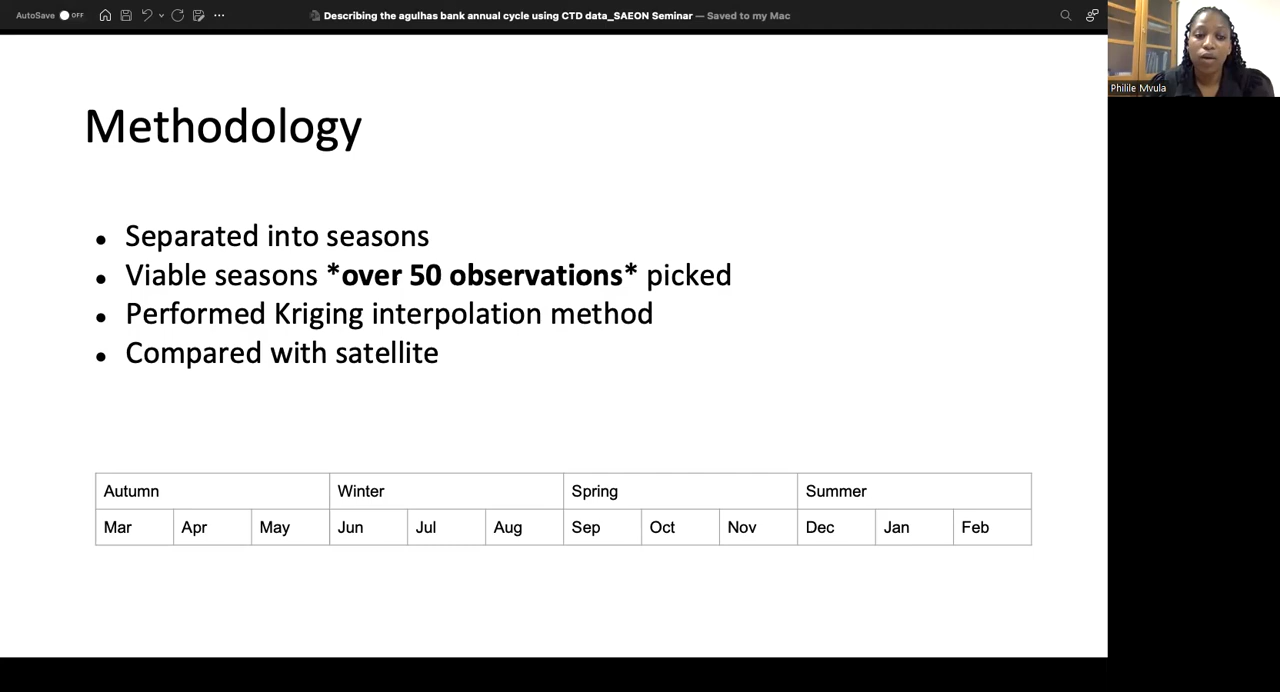 AutoSave OFF
Describing the agulhas bank annual cycle using CTD data_SAEON Seminar — Saved to my Mac
Philile Mvula
Methodology
• Separated into seasons
• Viable seasons *over 50 observations* picked
• Performed Kriging interpolation method
• Compared with satellite
Autumn Winter Spring Summer
Mar Apr May Jun Jul Aug Sep Oct Nov Dec Jan Feb